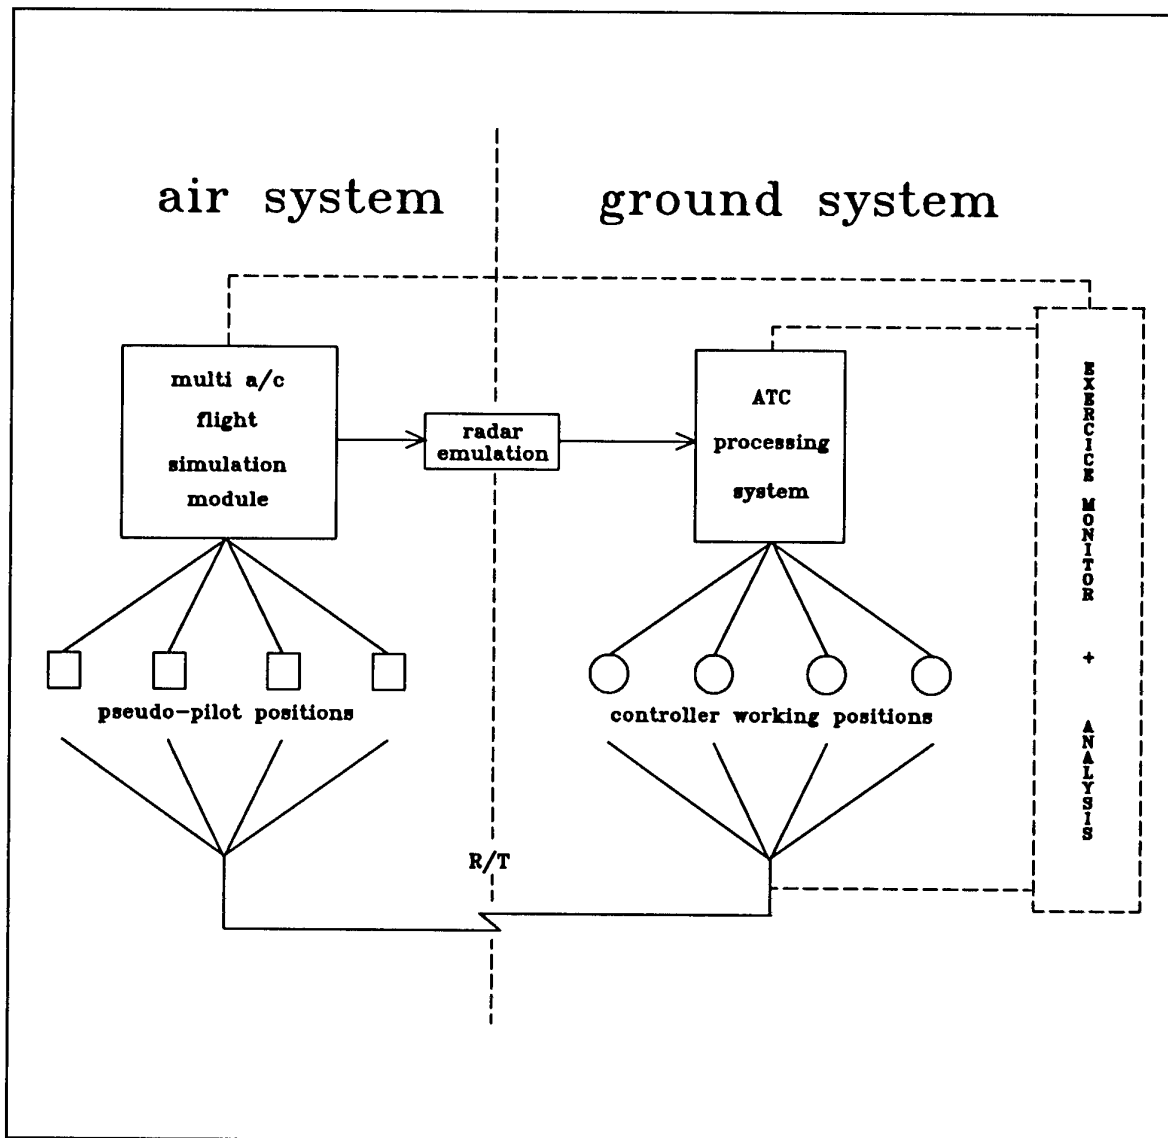 air system
ground system
multi a/c
flight
simulation
module
radar
emulation
ATC
processing
system
EXERCICE MONITOR + ANALYSIS
pseudo-pilot positions
controller working positions
R/T